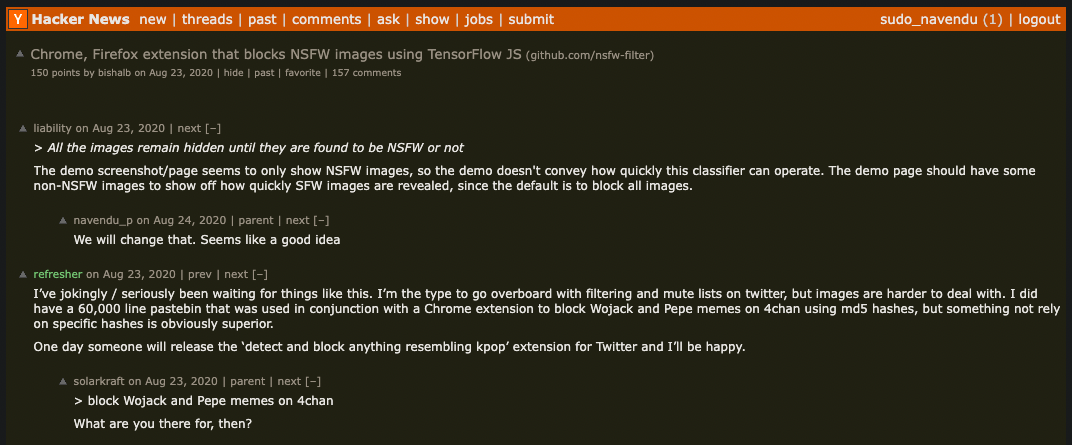 Y Hacker News new | threads | past | comments | ask | show | jobs | submit sudo_navendu (1) | logout
▲ Chrome, Firefox extension that blocks NSFW images using TensorFlow JS (github.com/nsfw-filter)
150 points by bishalb on Aug 23, 2020 | hide | past | favorite | 157 comments
▲ liability on Aug 23, 2020 | next [–]
> All the images remain hidden until they are found to be NSFW or not
The demo screenshot/page seems to only show NSFW images, so the demo doesn't convey how quickly this classifier can operate. The demo page should have some
non-NSFW images to show off how quickly SFW images are revealed, since the default is to block all images.
▲ navendu_p on Aug 24, 2020 | parent | next [–]
We will change that. Seems like a good idea
▲ refresher on Aug 23, 2020 | prev | next [–]
I’ve jokingly / seriously been waiting for things like this. I’m the type to go overboard with filtering and mute lists on twitter, but images are harder to deal with. I did
have a 60,000 line pastebin that was used in conjunction with a Chrome extension to block Wojack and Pepe memes on 4chan using md5 hashes, but something not rely
on specific hashes is obviously superior.
One day someone will release the ‘detect and block anything resembling kpop’ extension for Twitter and I’ll be happy.
▲ solarkraft on Aug 23, 2020 | parent | next [–]
> block Wojack and Pepe memes on 4chan
What are you there for, then?